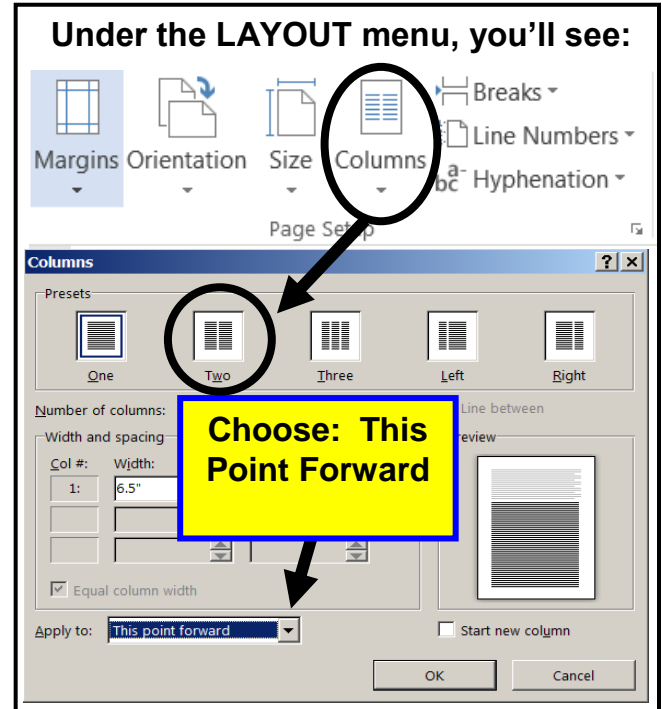 Under the LAYOUT menu, you'll see:
Breaks
Line Numbers
Margins Orientation Size Columns
a-
bc Hyphenation
Page Setup
Columns ? x
Presets
One Two Three Left Right
Number of columns: Line between
Width and spacing
Choose: This
Point Forward
Col #: Width:
1: 6.5"
Equal column width
Apply to: This point forward
Start new column
OK Cancel